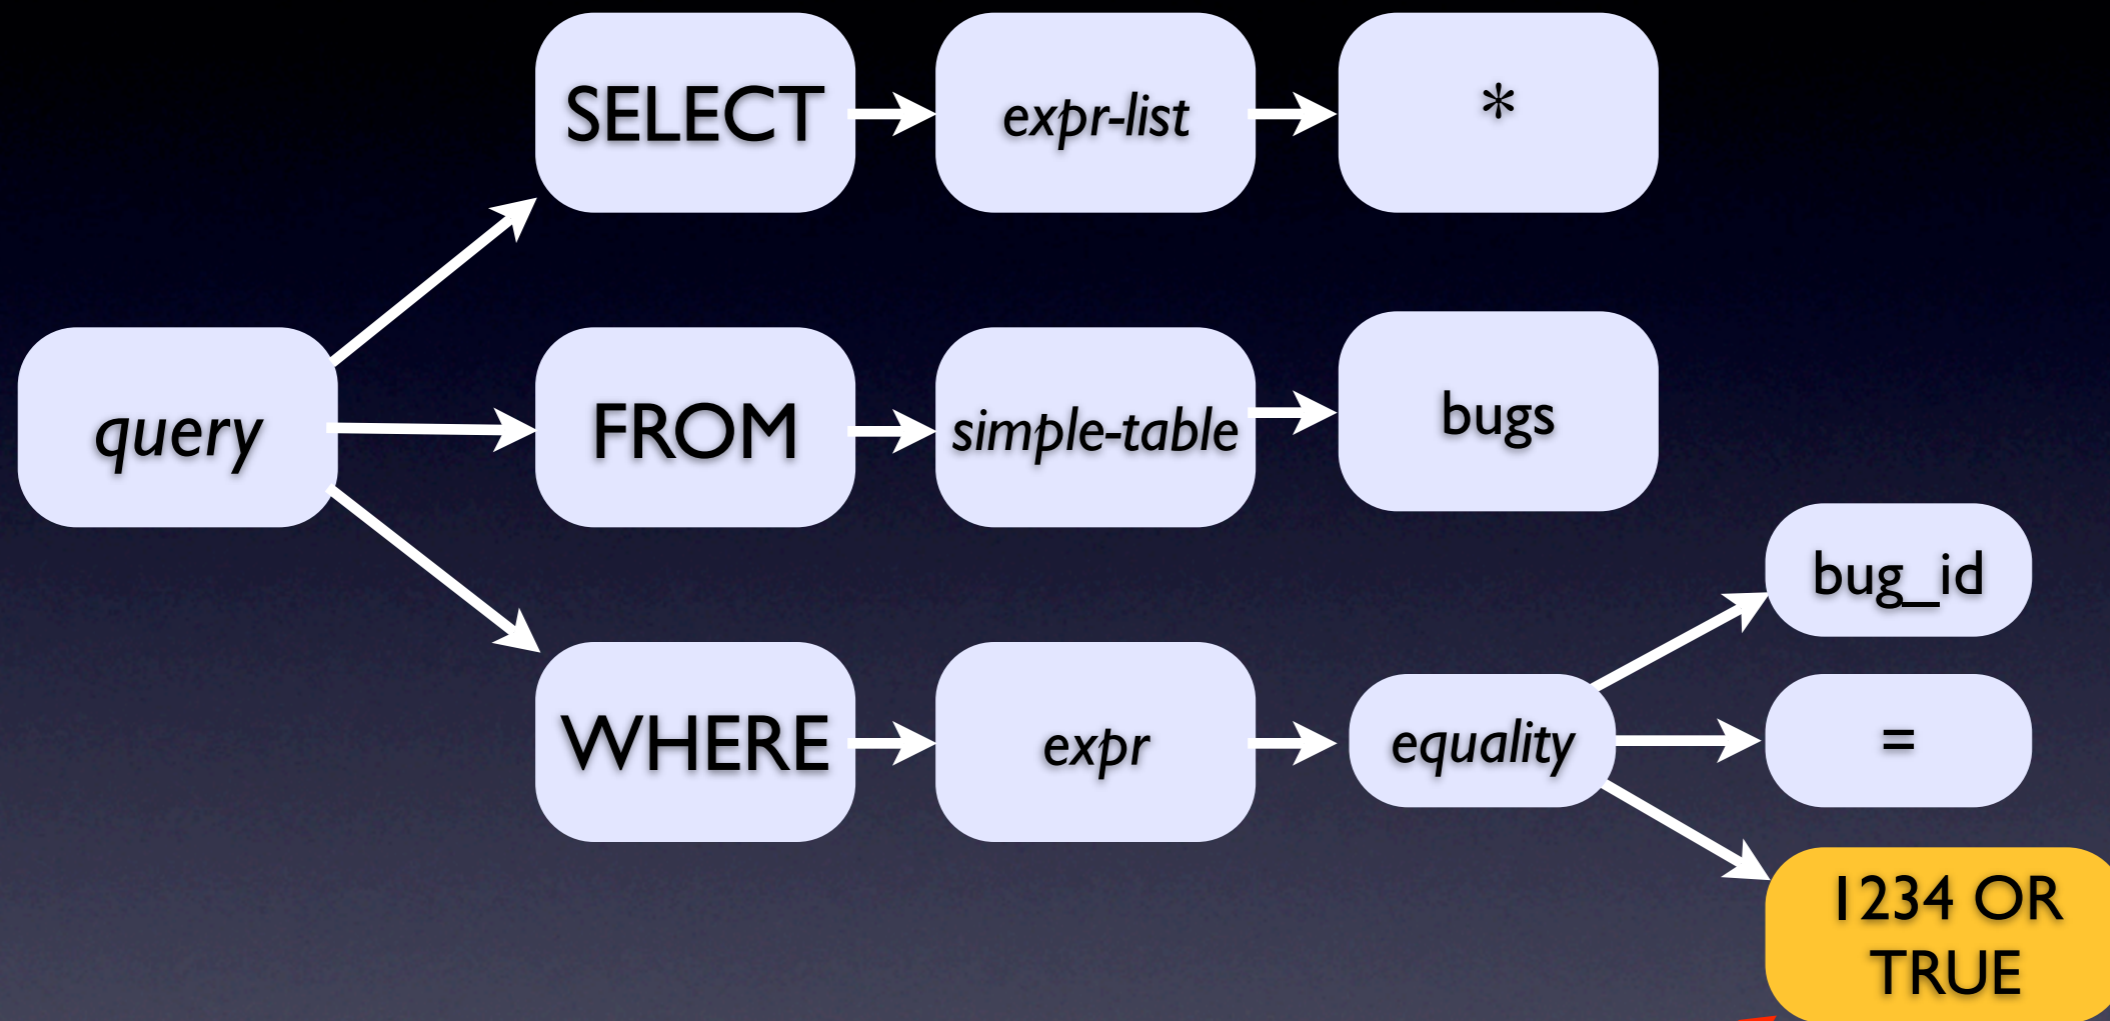 SELECT
expr-list
*
query
FROM
simple-table
bugs
WHERE
expr
equality
bug_id
=
1234 OR
TRUE